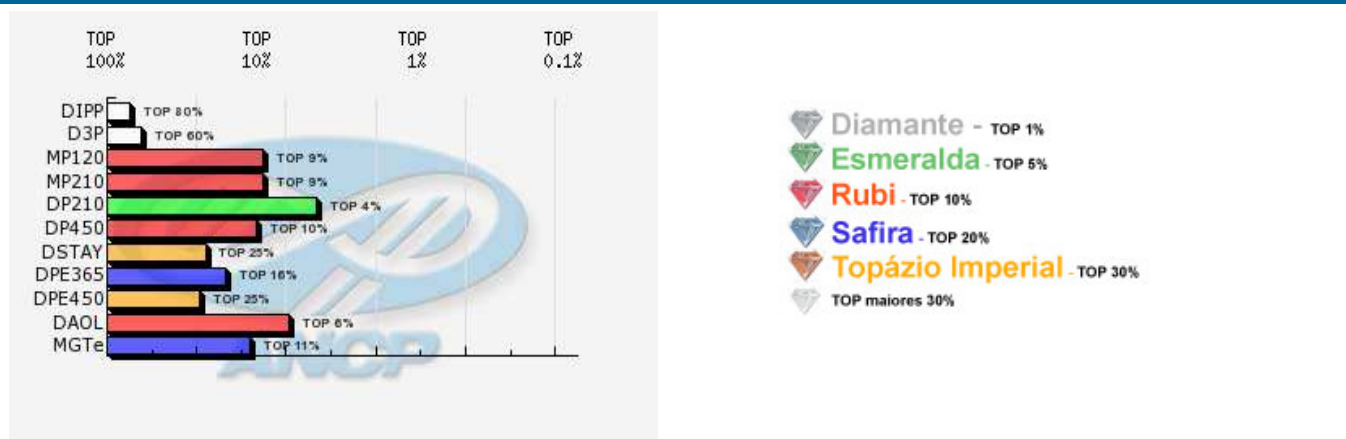 TOP TOP TOP TOP
100% 10% 1% 0.1%
DIPP TOP 80%
D3P TOP 60%
MP120 TOP 9%
MP210 TOP 9%
DP210 TOP 4%
DP450 TOP 10%
DSTAY TOP 25%
DPE365 TOP 16%
DPE450 TOP 25%
DAOL TOP 6%
MGTe TOP 11%
ANCP
Diamante - TOP 1%
Esmeralda - TOP 5%
Rubi - TOP 10%
Safira - TOP 20%
Topázio Imperial - TOP 30%
TOP maiores 30%